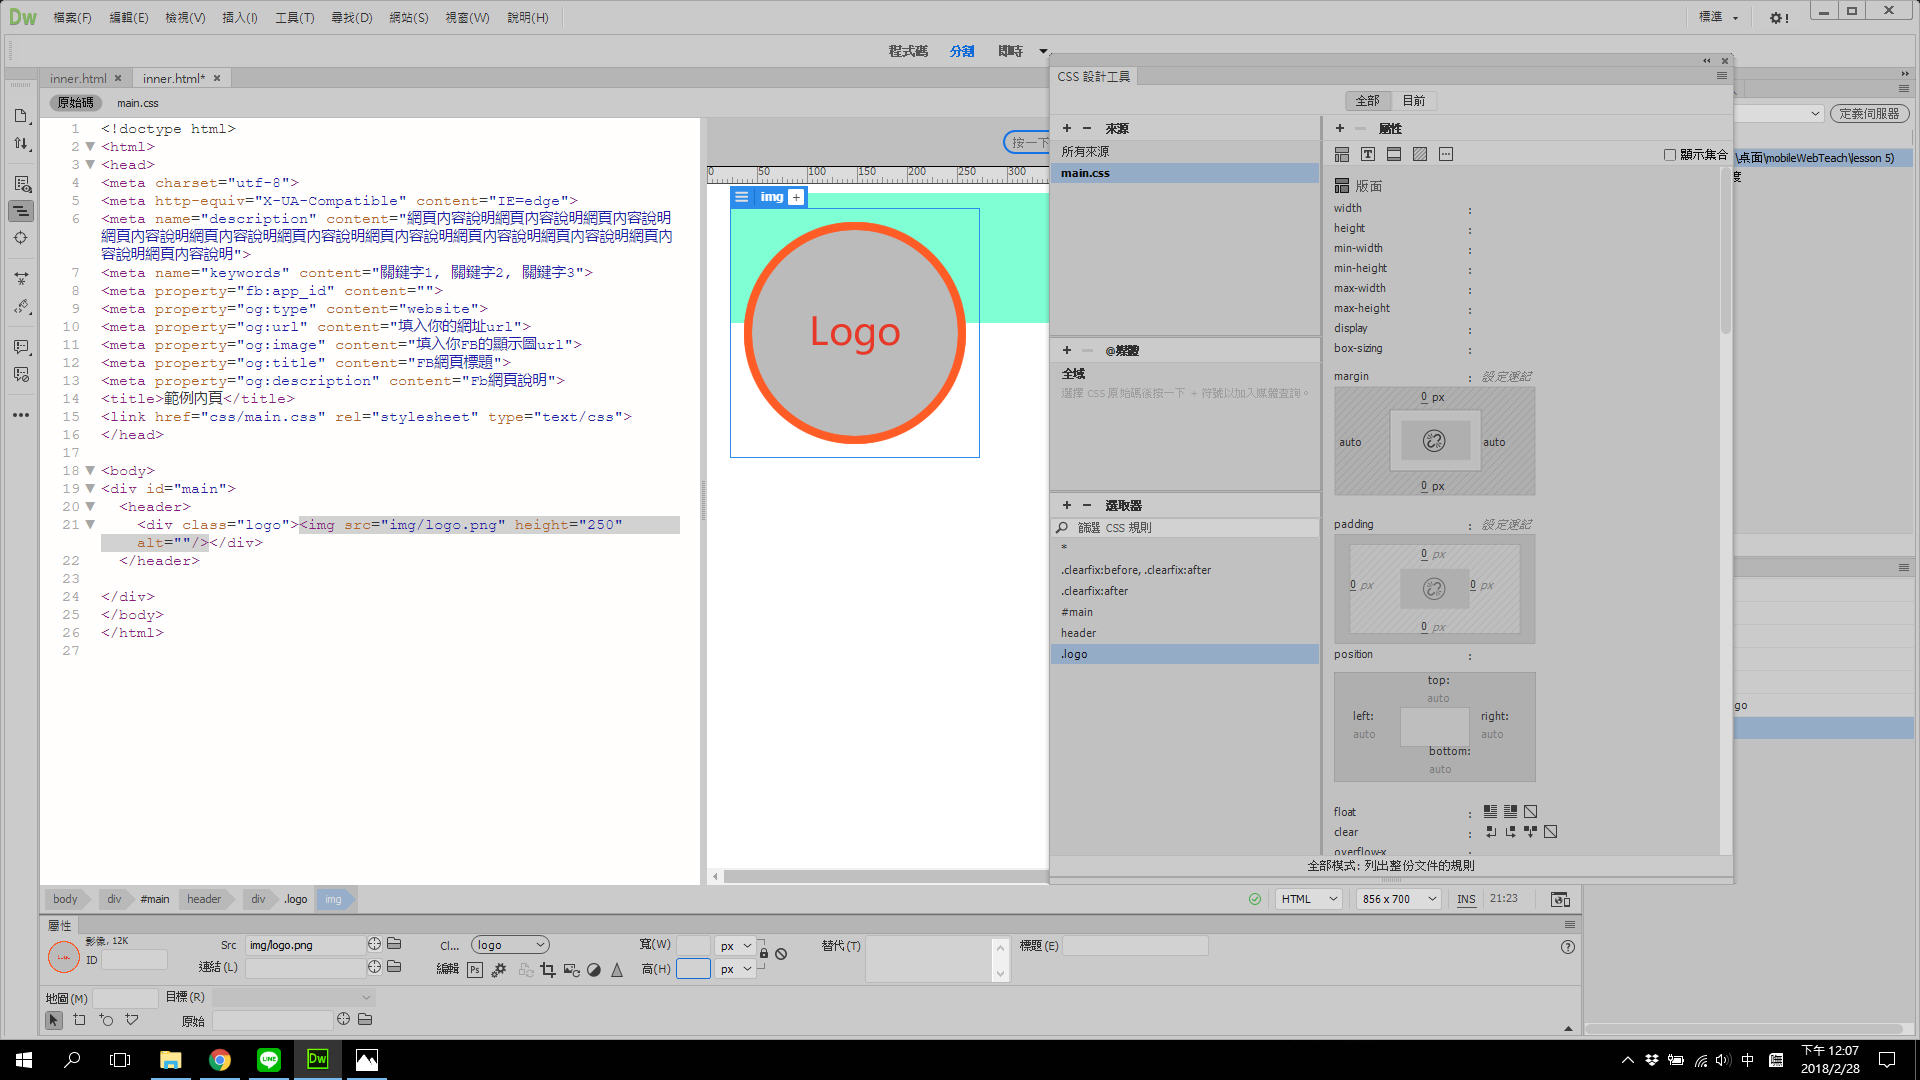 Dw 檔案(F) 編輯(E) 檢視(V) 插入(I) 工具(T) 尋找(D) 網站(S) 視窗(W) 說明(H) 標準
程式碼 分割 即時
inner.html × inner.html* ×
原始碼 main.css
1 <!doctype html>
2 <html>
3 <head>
4 <meta charset="utf-8">
5 <meta http-equiv="X-UA-Compatible" content="IE=edge">
6 <meta name="description" content="網頁內容說明網頁內容說明網頁內容說明
網頁內容說明網頁內容說明網頁內容說明網頁內容說明網頁內容說明網頁內容說明網頁內
容說明網頁內容說明">
7 <meta name="keywords" content="關鍵字1, 關鍵字2, 關鍵字3">
8 <meta property="fb:app_id" content="">
9 <meta property="og:type" content="website">
10 <meta property="og:url" content="填入你的網址url">
11 <meta property="og:image" content="填入你FB的顯示圖url">
12 <meta property="og:title" content="FB網頁標題">
13 <meta property="og:description" content="Fb網頁說明">
14 <title>範例內頁</title>
15 <link href="css/main.css" rel="stylesheet" type="text/css">
16 </head>
17
18 <body>
19 <div id="main">
20 <header>
21 <div class="logo"><img src="img/logo.png" height="250"
alt=""/></div>
22 </header>
23
24 </div>
25 </body>
26 </html>
27
按一下
0 50 100 150 200 250 300
img +
Logo
CSS 設計工具
全部 目前
+ − 來源
所有來源
main.css
+ − @媒體
全域
選擇 CSS 原始碼後按一下 + 符號以加入媒體查詢。
+ − 選取器
篩選 CSS 規則
*
.clearfix:before, .clearfix:after
.clearfix:after
#main
header
.logo
+ − 屬性
顯示集合
版面
width :
height :
min-width :
min-height :
max-width :
max-height :
display :
box-sizing :
margin : 設定速記
0 px
auto auto
0 px
padding : 設定速記
0 px
0 px 0 px
0 px
position :
top:
auto
left: right:
auto auto
bottom:
auto
float :
clear :
overflow-x
全部模式: 列出整份文件的規則
定義伺服器
\桌面\mobileWebTeach\lesson 5)
度
go
body div #main header div .logo img
HTML 856 x 700 INS 21:23
屬性
影像, 12K
ID
Src img/logo.png
連結(L)
Cl... logo
編輯 Ps
寬(W) px
高(H) px
替代(T)
標題(E)
地圖(M)
目標(R)
原始
Dw
中
下午 12:07
2018/2/28